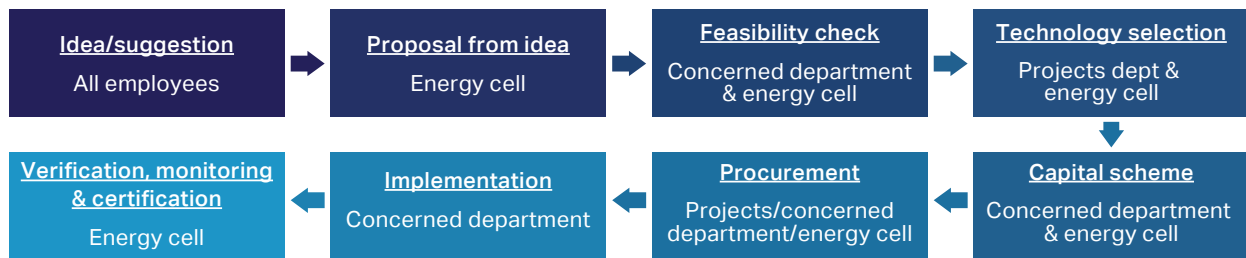 Idea/suggestion
All employees
Proposal from idea
Energy cell
Feasibility check
Concerned department
& energy cell
Technology selection
Projects dept &
energy cell
Capital scheme
Concerned department
& energy cell
Procurement
Projects/concerned
department/energy cell
Implementation
Concerned department
Verification, monitoring
& certification
Energy cell